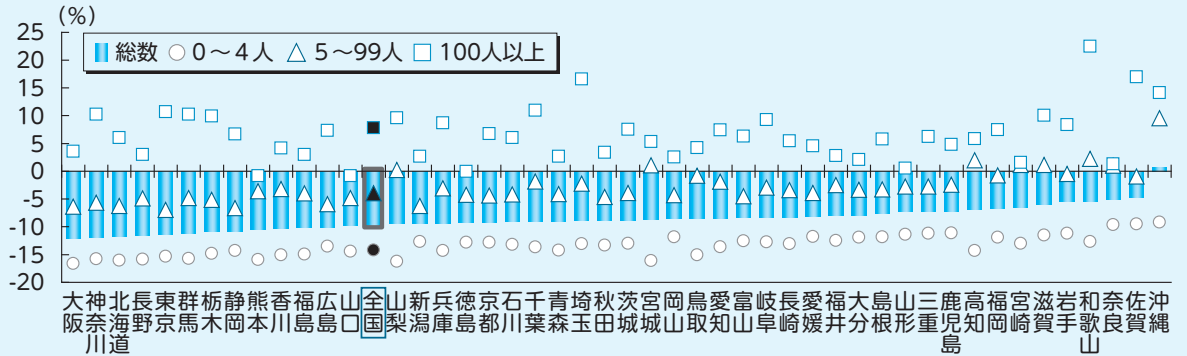 (%)
25
20
15
10
5
0
-5
-10
-15
-20
総数 0～4人 5～99人 100人以上
大阪
神奈川
北海道
長野
東京
群馬
栃木
静岡
熊本
香川
福島
広島
山口
全国
山梨
新潟
兵庫
徳島
京都
石川
千葉
青森
埼玉
秋田
茨城
宮城
岡山
鳥取
愛知
富山
岐阜
長崎
愛媛
福井
大分
島根
山形
三重
鹿児島
高知
福岡
宮崎
滋賀
岩手
和歌山
奈良
佐賀
沖縄